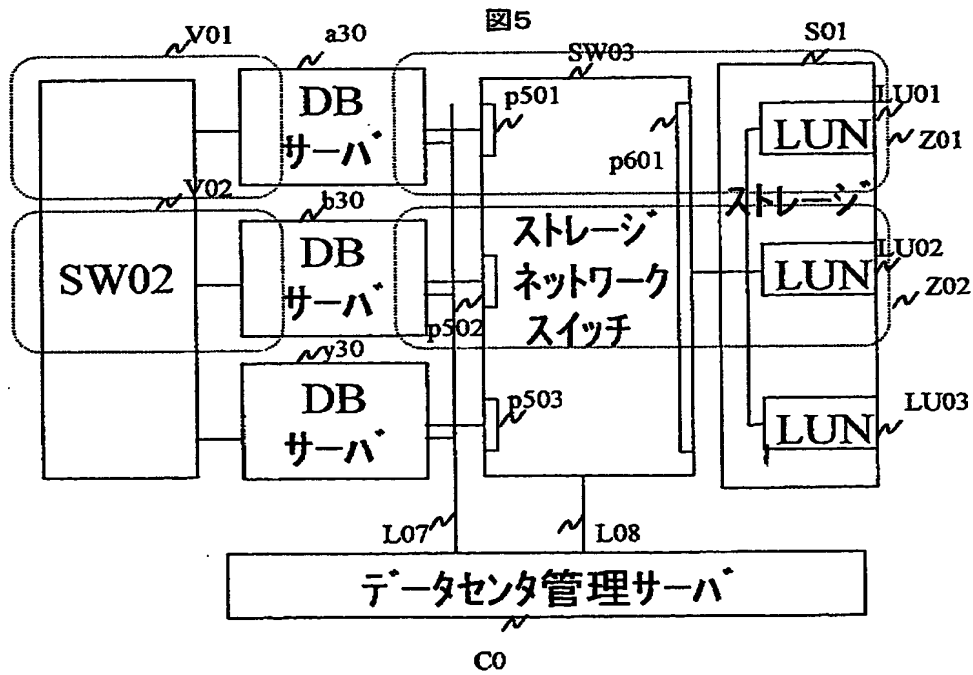 図5
V01
a30
SW03
S01
DB
サーバ
p501
p601
LU01
LUN
Z01
V02
b30
ストレージ
SW02
DB
サーバ
p502
ストレージ
ネットワーク
スイッチ
LU02
LUN
Z02
y30
DB
サーバ
p503
LU03
LUN
L07
L08
データセンタ管理サーバ
C0